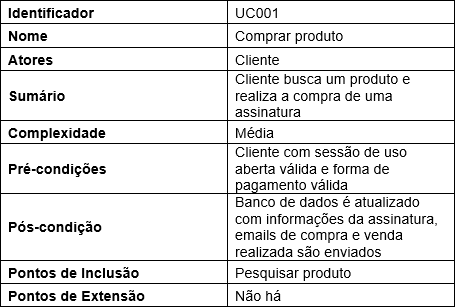 Identificador UC001
Nome Comprar produto
Atores Cliente
Sumário Cliente busca um produto e
realiza a compra de uma
assinatura
Complexidade Média
Pré-condições Cliente com sessão de uso
aberta válida e forma de
pagamento válida
Pós-condição Banco de dados é atualizado
com informações da assinatura,
emails de compra e venda
realizada são enviados
Pontos de Inclusão Pesquisar produto
Pontos de Extensão Não há